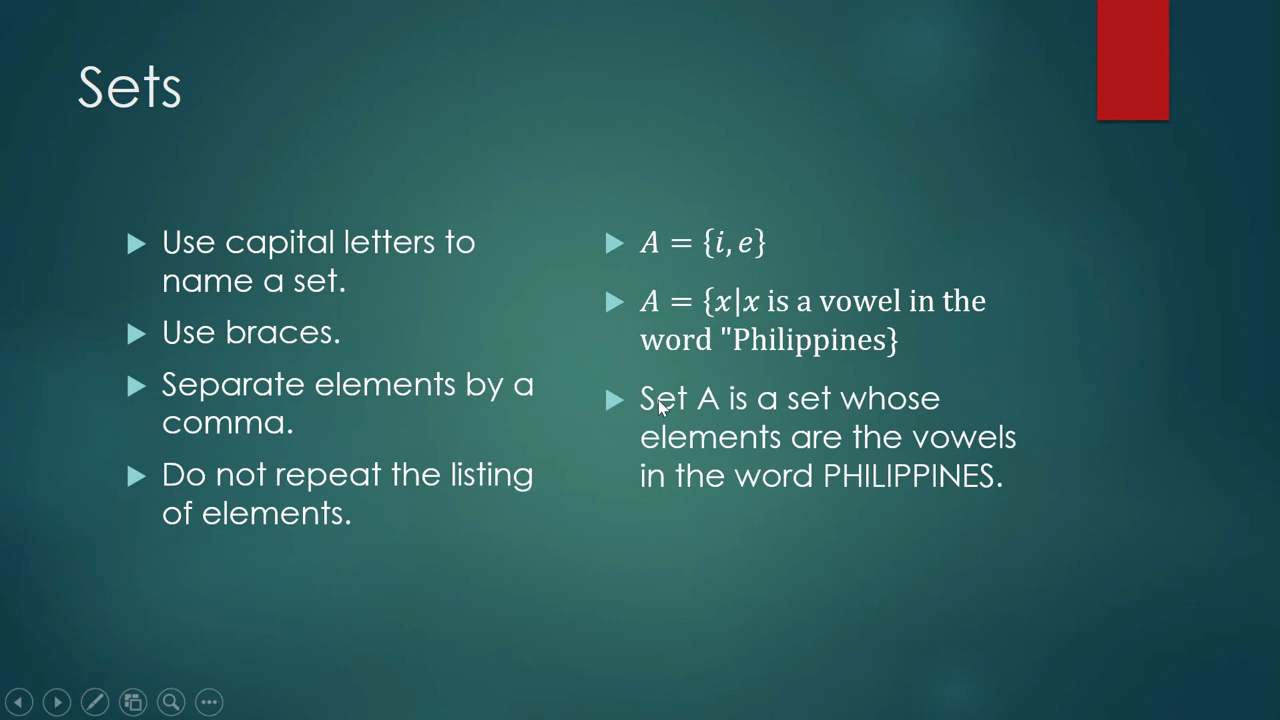 Sets
Use capital letters to
name a set.
Use braces.
Separate elements by a
comma.
Do not repeat the listing
of elements.
A = {i, e}
A = {x|x is a vowel in the
word "Philippines}
Set A is a set whose
elements are the vowels
in the word PHILIPPINES.